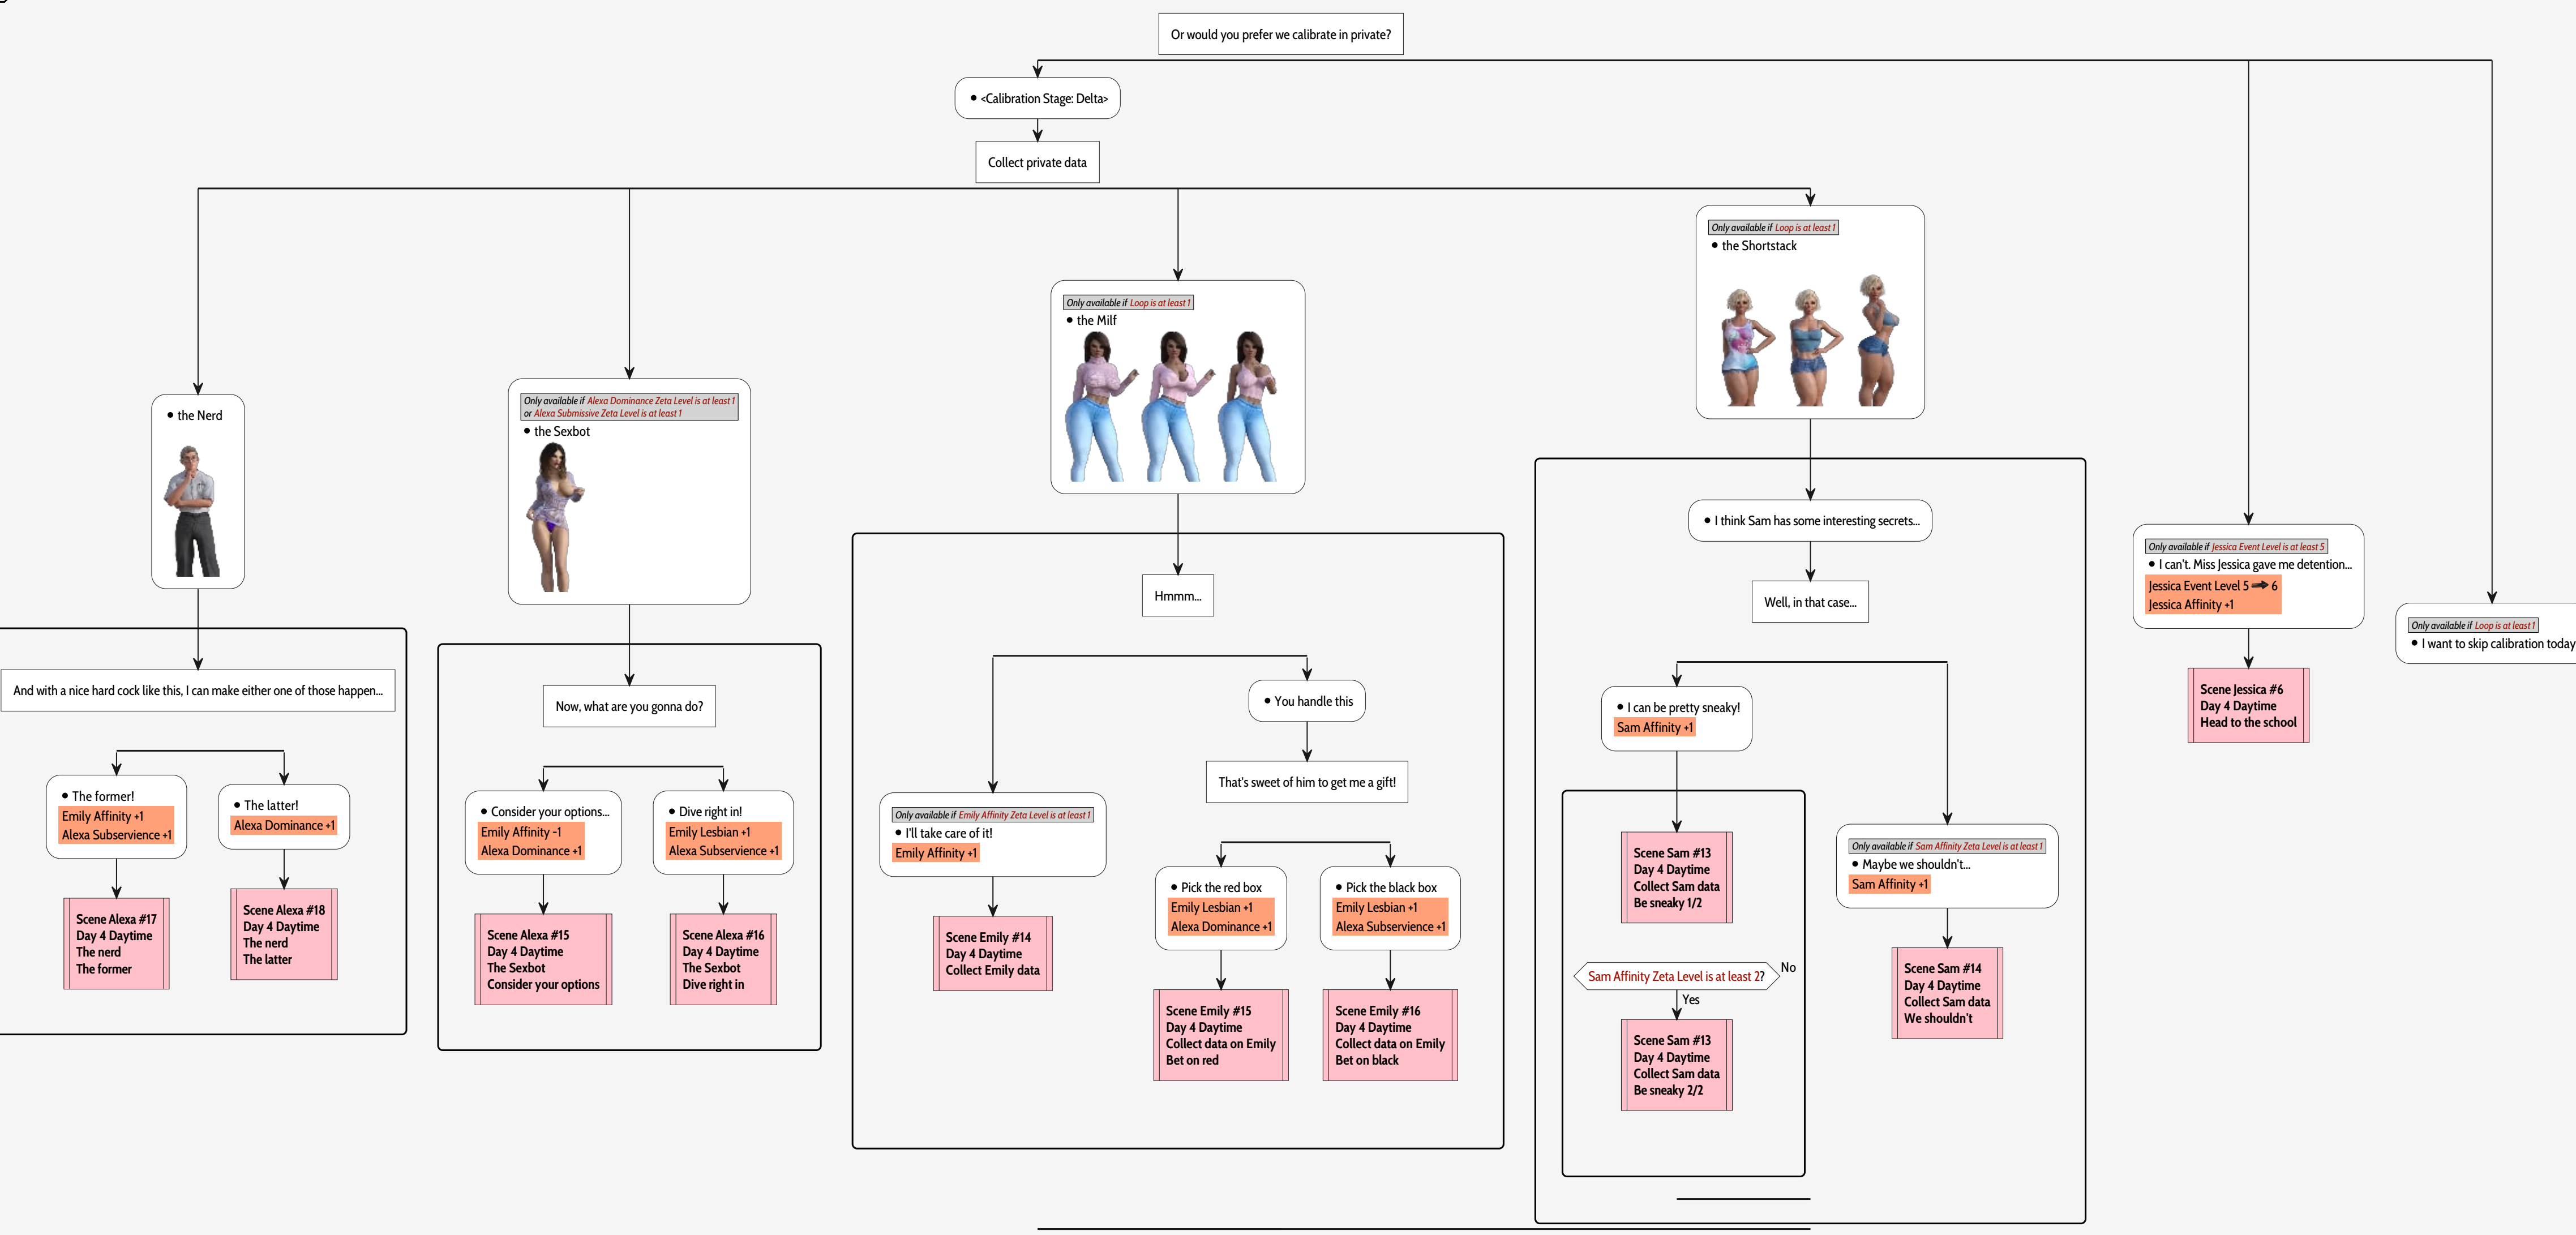 Or would you prefer we calibrate in private?
<Calibration Stage: Delta>
Collect private data
the Nerd
And with a nice hard cock like this, I can make either one of those happen...
The former!
Emily Affinity +1
Alexa Subservience +1
Scene Alexa #17
Day 4 Daytime
The nerd
The former
The latter!
Alexa Dominance +1
Scene Alexa #18
Day 4 Daytime
The nerd
The latter
Only available if Alexa Dominance Zeta Level is at least 1
or Alexa Submissive Zeta Level is at least 1
the Sexbot
Now, what are you gonna do?
Consider your options...
Emily Affinity -1
Alexa Dominance +1
Scene Alexa #15
Day 4 Daytime
The Sexbot
Consider your options
Dive right in!
Emily Lesbian +1
Alexa Subservience +1
Scene Alexa #16
Day 4 Daytime
The Sexbot
Dive right in
Only available if Loop is at least 1
the Milf
Hmmm...
Only available if Emily Affinity Zeta Level is at least 1
I'll take care of it!
Emily Affinity +1
Scene Emily #14
Day 4 Daytime
Collect Emily data
You handle this
That's sweet of him to get me a gift!
Pick the red box
Emily Lesbian +1
Alexa Dominance +1
Scene Emily #15
Day 4 Daytime
Collect data on Emily
Bet on red
Pick the black box
Emily Lesbian +1
Alexa Subservience +1
Scene Emily #16
Day 4 Daytime
Collect data on Emily
Bet on black
Only available if Loop is at least 1
the Shortstack
I think Sam has some interesting secrets...
Well, in that case...
I can be pretty sneaky!
Sam Affinity +1
Scene Sam #13
Day 4 Daytime
Collect Sam data
Be sneaky 1/2
Sam Affinity Zeta Level is at least 2?
No
Yes
Scene Sam #13
Day 4 Daytime
Collect Sam data
Be sneaky 2/2
Only available if Sam Affinity Zeta Level is at least 1
Maybe we shouldn't...
Sam Affinity +1
Scene Sam #14
Day 4 Daytime
Collect Sam data
We shouldn't
Only available if Jessica Event Level is at least 5
I can't. Miss Jessica gave me detention...
Jessica Event Level 5 ➡ 6
Jessica Affinity +1
Scene Jessica #6
Day 4 Daytime
Head to the school
Only available if Loop is at least 1
I want to skip calibration today